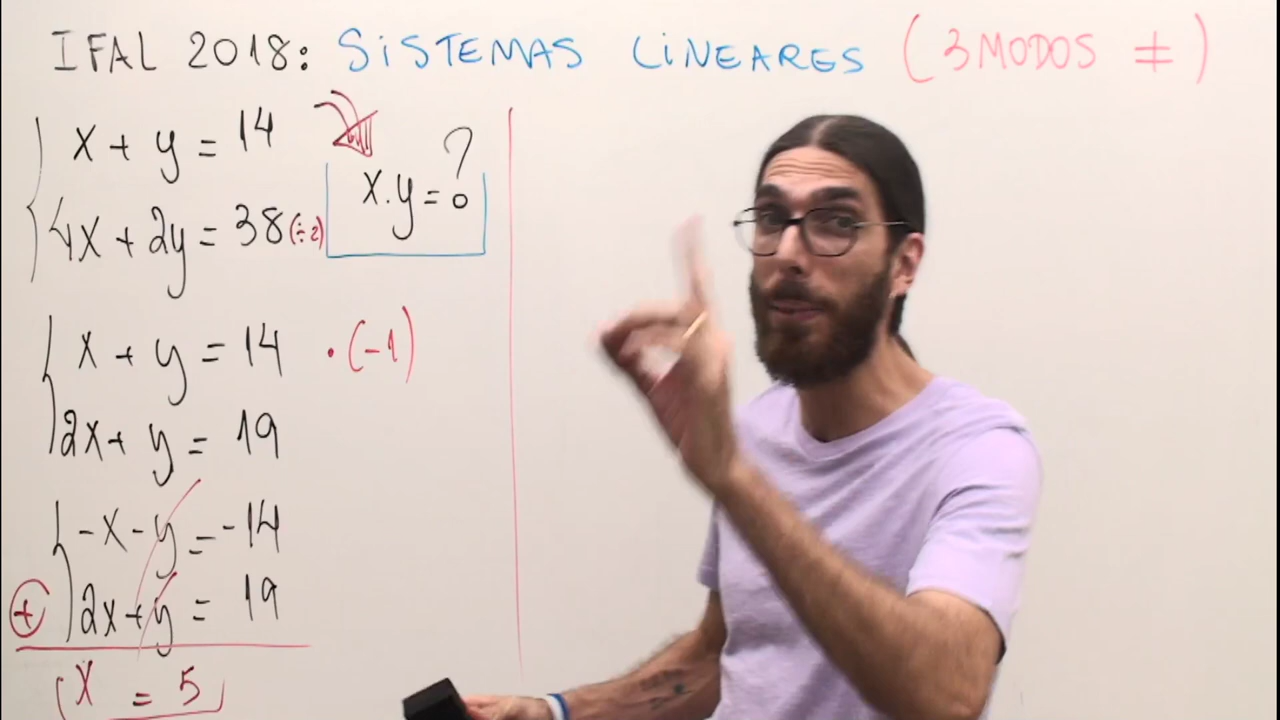 IFAL 2018: SiSTEMAS LiNEARES (3 MODOS ≠)
x + y = 14
4x + 2y = 38 (÷2)
x.y = ?
x + y = 14 · (-1)
2x + y = 19
-x - y = -14
+ 2x + y = 19
x = 5